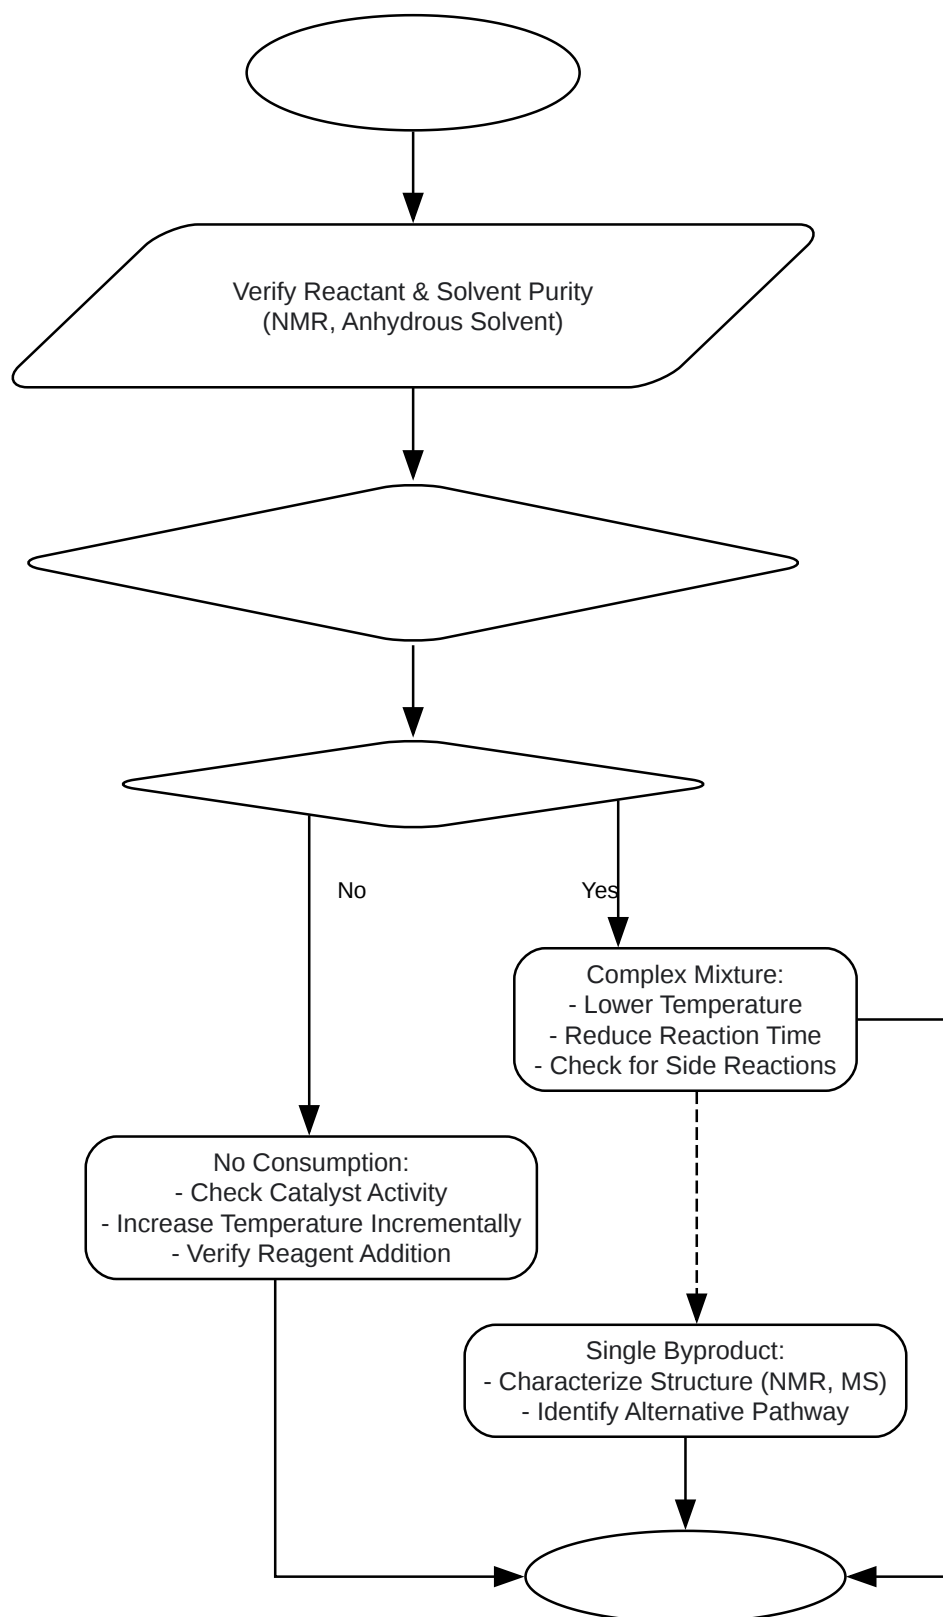 Verify Reactant & Solvent Purity
(NMR, Anhydrous Solvent)
No
Yes
Complex Mixture:
- Lower Temperature
- Reduce Reaction Time
- Check for Side Reactions
No Consumption:
- Check Catalyst Activity
- Increase Temperature Incrementally
- Verify Reagent Addition
Single Byproduct:
- Characterize Structure (NMR, MS)
- Identify Alternative Pathway